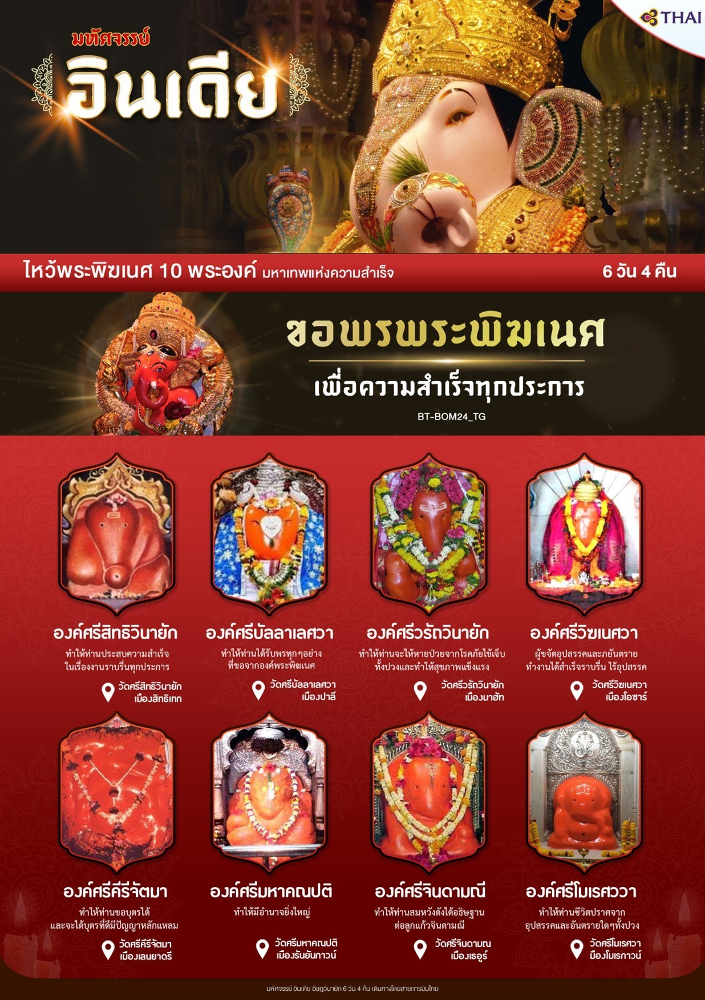 THAI
มหัศจรรย์
อินเดีย
ไหว้พระพิฆเนศ 10 พระองค์ มหาเทพแห่งความสำเร็จ
6 วัน 4 คืน
ขอพรพระพิฆเนศ
เพื่อความสำเร็จทุกประการ
BT-BOM24_TG
องค์ศรีสิทธิวินายัก
ทำให้ท่านประสบความสำเร็จ
ในเรื่องงานราบรื่นทุกประการ
วัดศรีสิทธิวินายัก
เมืองสิทธิเทก
องค์ศรีบัลลาเลศวา
ทำให้ท่านได้รับพรทุกๆอย่าง
ที่ขอจากองค์พระพิฆเนศ
วัดศรีบัลลาเลศวา
เมืองปาลี
องค์ศรีวรัถวินายัก
ทำให้ท่านจะให้หายป่วยจากโรคภัยไข้เจ็บ
ทั้งปวงและทำให้สุขภาพแข็งแรง
วัดศรีวรัถวินายัก
เมืองมาฮัท
องค์ศรีวิฆเนศวา
ผู้ขจัดอุปสรรคและภยันตราย
ทำงานได้สำเร็จราบรื่น ไร้อุปสรรค
วัดศรีวิฆเนศวา
เมืองโอซาร์
องค์ศรีคีรีจัตมา
ทำให้ท่านขอบุตรได้
และจะได้บุตรที่ดีมีปัญญาหลักแหลม
วัดศรีคีรีจัตมา
เมืองเลนยาดรี
องค์ศรีมหาคณปติ
ทำให้มีอำนาจยิ่งใหญ่
วัดศรีมหาคณปติ
เมืองรันยันกาวน์
องค์ศรีจินดามณี
ทำให้ท่านสมหวังดังได้อธิษฐาน
ต่อลูกแก้วจินดามณี
วัดศรีจินดามณ
เมืองเธอูร์
องค์ศรีโมเรศววา
ทำให้ท่านชีวิตปราศจาก
อุปสรรคและอันตรายใดๆทั้งปวง
วัดศรีโมเรศวา
มืองโมเรกาวน์
มหัศจรรย์ อินเดีย อัษฎวินายัก 6 วัน 4 คืน เดินทางโดยสายการบินไทย